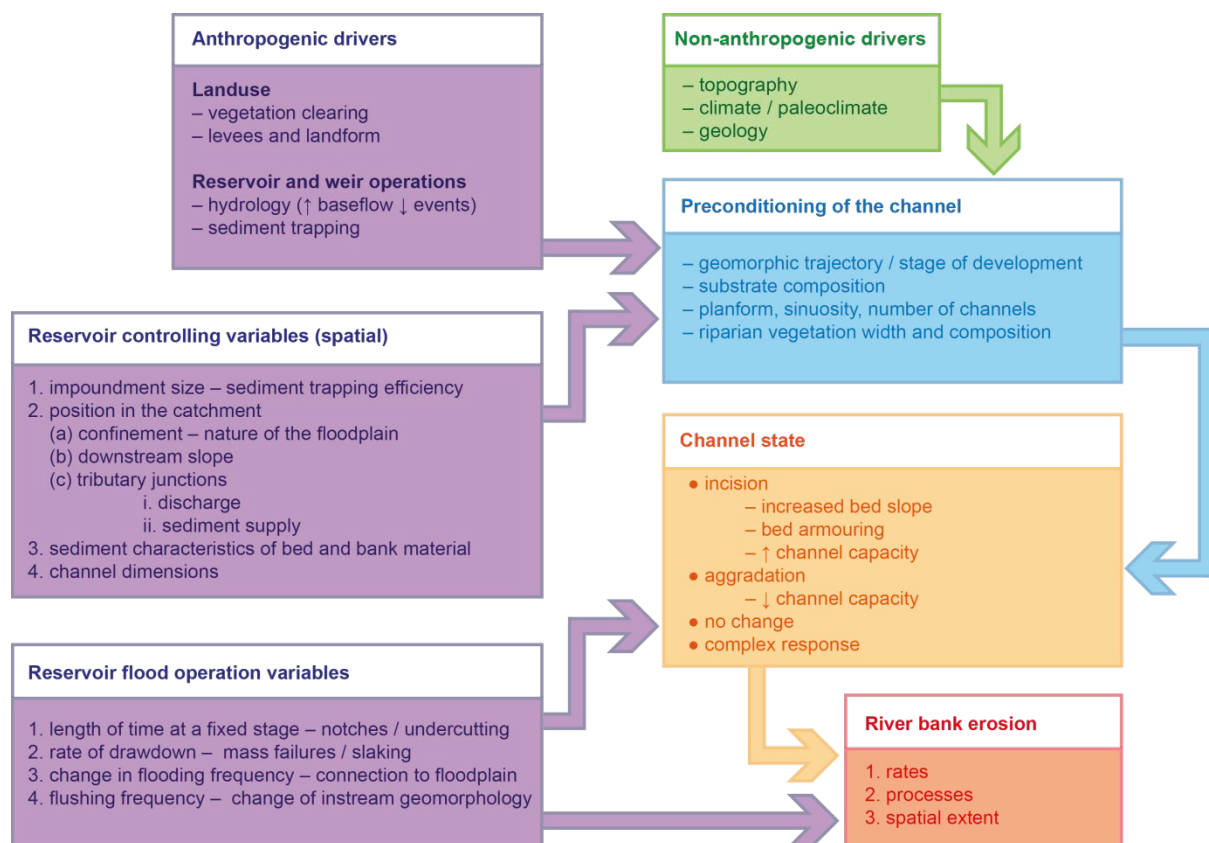 Anthropogenic drivers
Landuse
– vegetation clearing
– levees and landform
Reservoir and weir operations
– hydrology (↑ baseflow ↓ events)
– sediment trapping
Non-anthropogenic drivers
– topography
– climate / paleoclimate
– geology
Preconditioning of the channel
– geomorphic trajectory / stage of development
– substrate composition
– planform, sinuosity, number of channels
– riparian vegetation width and composition
Reservoir controlling variables (spatial)
1. impoundment size – sediment trapping efficiency
2. position in the catchment
(a) confinement – nature of the floodplain
(b) downstream slope
(c) tributary junctions
i. discharge
ii. sediment supply
3. sediment characteristics of bed and bank material
4. channel dimensions
Channel state
● incision
– increased bed slope
– bed armouring
– ↑ channel capacity
● aggradation
– ↓ channel capacity
● no change
● complex response
Reservoir flood operation variables
1. length of time at a fixed stage – notches / undercutting
2. rate of drawdown – mass failures / slaking
3. change in flooding frequency – connection to floodplain
4. flushing frequency – change of instream geomorphology
River bank erosion
1. rates
2. processes
3. spatial extent